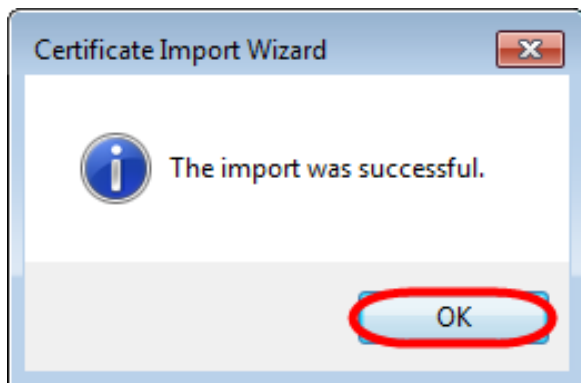 Certificate Import Wizard
The import was successful.
OK